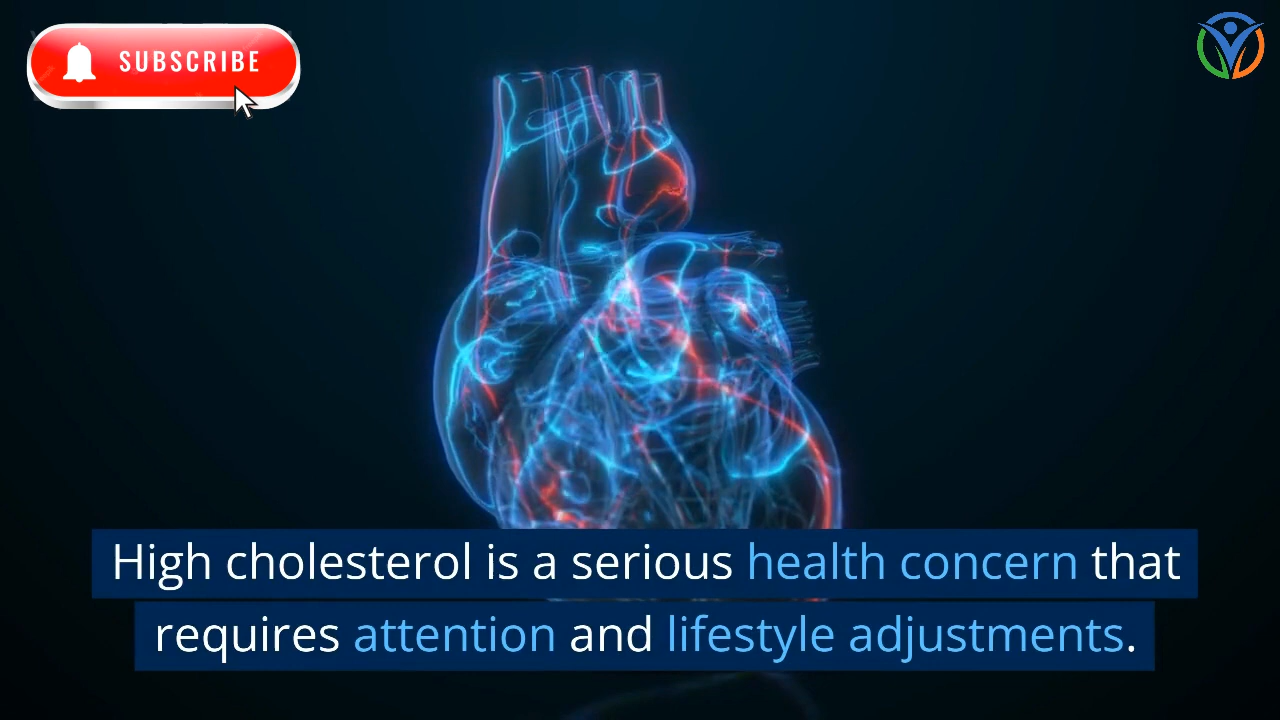 SUBSCRIBE
High cholesterol is a serious health concern that
requires attention and lifestyle adjustments.